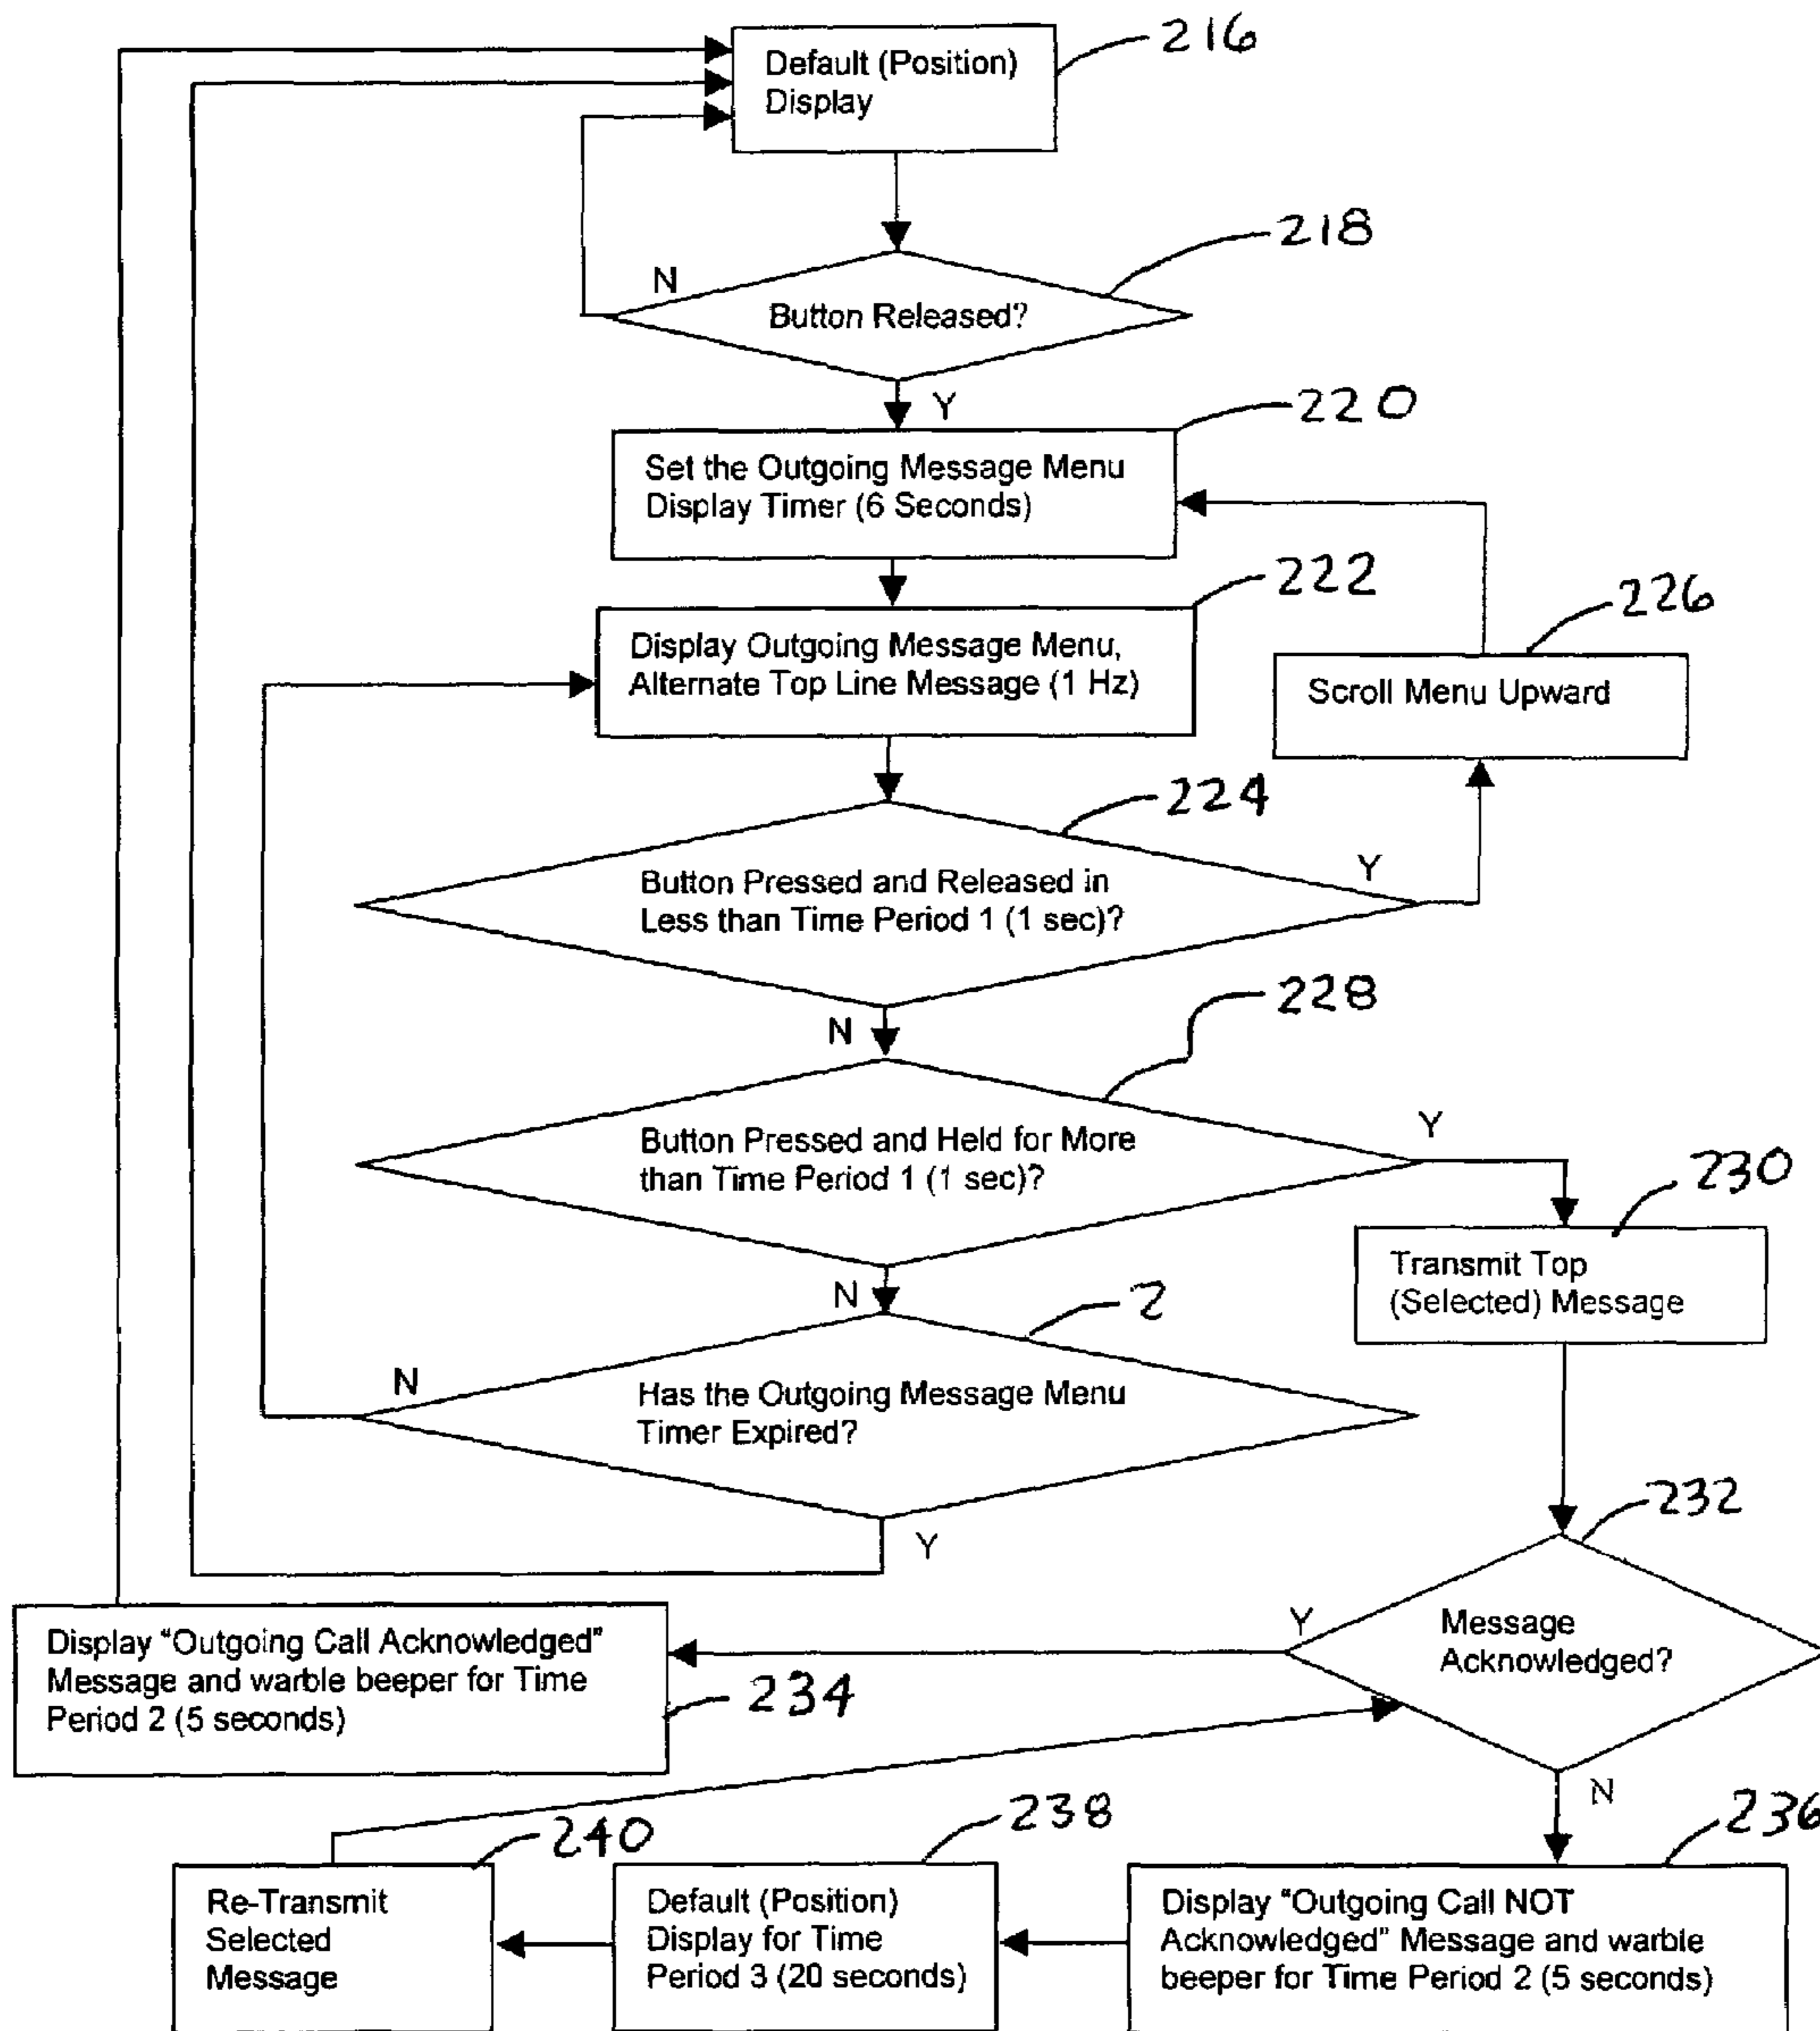 216
Default (Position)
Display
218
N
Button Released?
Y
220
Set the Outgoing Message Menu
Display Timer (6 Seconds)
222
226
Display Outgoing Message Menu,
Alternate Top Line Message (1 Hz)
Scroll Menu Upward
224
Y
Button Pressed and Released in
Less than Time Period 1 (1 sec)?
228
N
Y
Button Pressed and Held for More
than Time Period 1 (1 sec)?
230
Transmit Top
(Selected) Message
N
2
N
Has the Outgoing Message Menu
Timer Expired?
232
Y
Y
Message
Acknowledged?
Display "Outgoing Call Acknowledged"
Message and warble beeper for Time
Period 2 (5 seconds)
234
N
240
238
236
Re-Transmit
Selected
Message
Default (Position)
Display for Time
Period 3 (20 seconds)
Display "Outgoing Call NOT
Acknowledged" Message and warble
beeper for Time Period 2 (5 seconds)